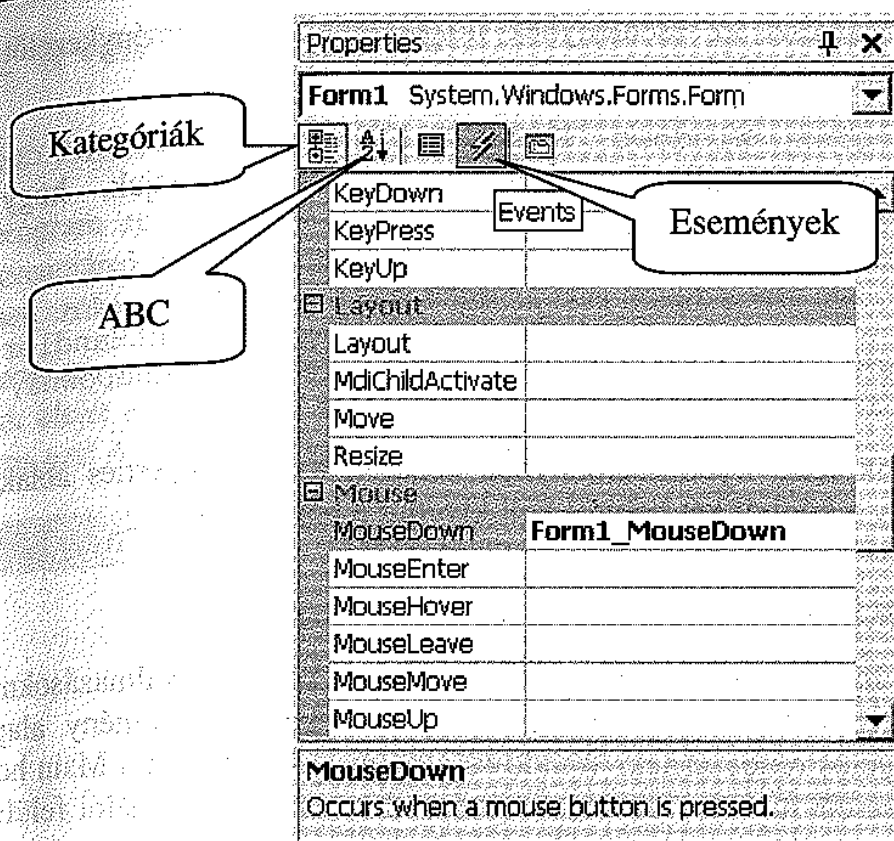 Properties
Form1 System.Windows.Forms.Form
Kategóriák
KeyDown
Events
Események
KeyPress
KeyUp
ABC
Layout
Layout
MdiChildActivate
Move
Resize
Mouse
MouseDown Form1_MouseDown
MouseEnter
MouseHover
MouseLeave
MouseMove
MouseUp
MouseDown
Occurs when a mouse button is pressed.